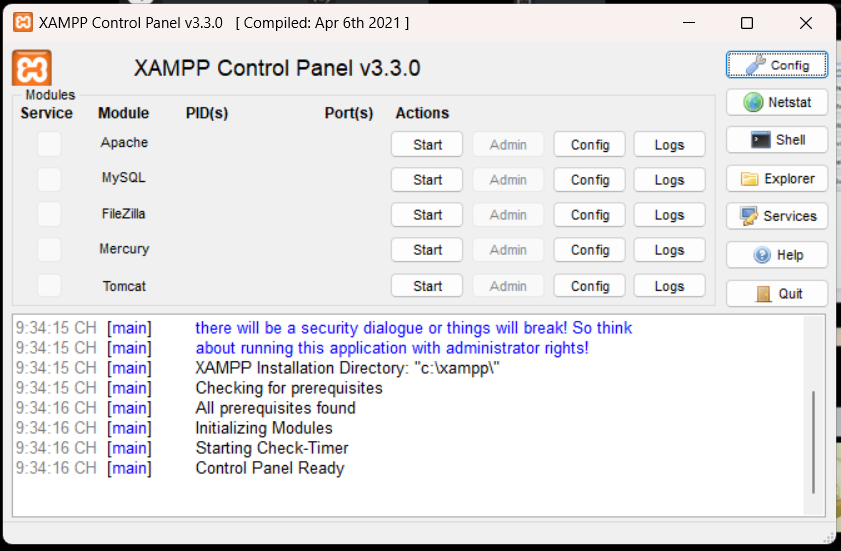 XAMPP Control Panel v3.3.0 [ Compiled: Apr 6th 2021 ]
XAMPP Control Panel v3.3.0
Config
Modules
Service Module PID(s) Port(s) Actions
Netstat
Apache Start Admin Config Logs
Shell
MySQL Start Admin Config Logs
Explorer
FileZilla Start Admin Config Logs
Services
Mercury Start Admin Config Logs
Help
Tomcat Start Admin Config Logs
Quit
9:34:15 CH [main] there will be a security dialogue or things will break! So think
9:34:15 CH [main] about running this application with administrator rights!
9:34:15 CH [main] XAMPP Installation Directory: "c:\xampp\"
9:34:15 CH [main] Checking for prerequisites
9:34:16 CH [main] All prerequisites found
9:34:16 CH [main] Initializing Modules
9:34:16 CH [main] Starting Check-Timer
9:34:16 CH [main] Control Panel Ready